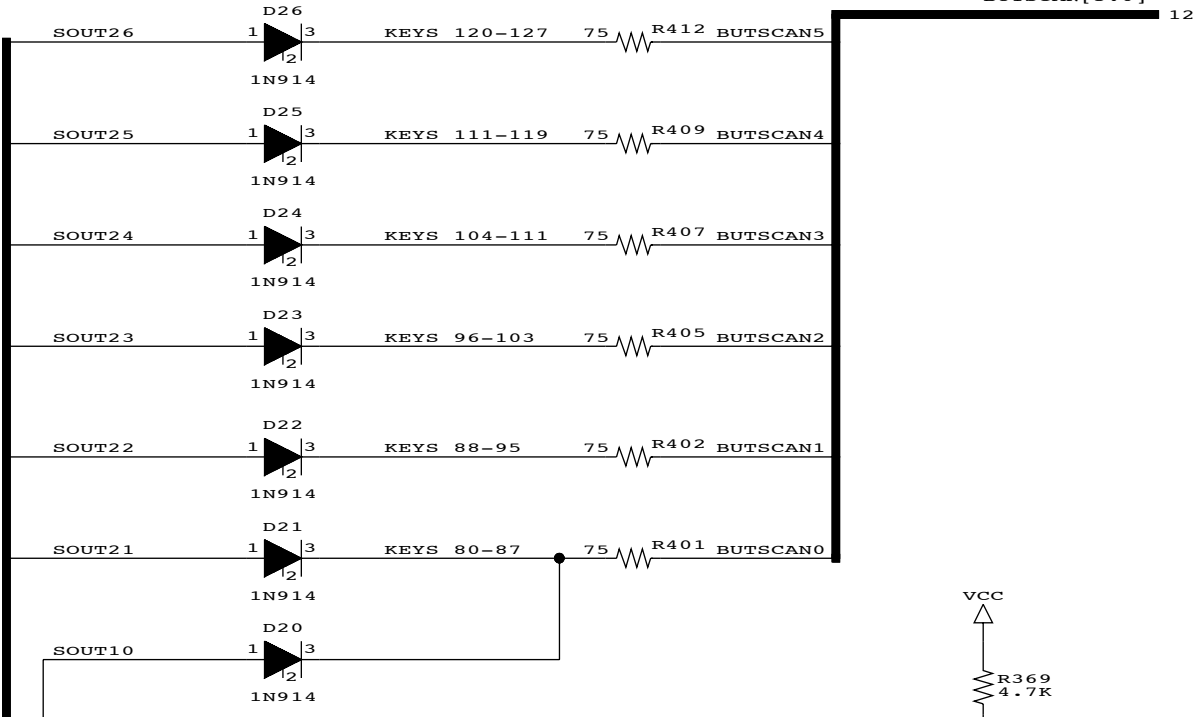 D26
12
SOUT26 1 3 KEYS 120-127 75 R412 BUTSCAN5
2
1N914
D25
SOUT25 1 3 KEYS 111-119 75 R409 BUTSCAN4
2
1N914
D24
SOUT24 1 3 KEYS 104-111 75 R407 BUTSCAN3
2
1N914
D23
SOUT23 1 3 KEYS 96-103 75 R405 BUTSCAN2
2
1N914
D22
SOUT22 1 3 KEYS 88-95 75 R402 BUTSCAN1
2
1N914
D21
SOUT21 1 3 KEYS 80-87 75 R401 BUTSCAN0
2
1N914
VCC
D20
SOUT10 1 3
2
1N914
R369
4.7K